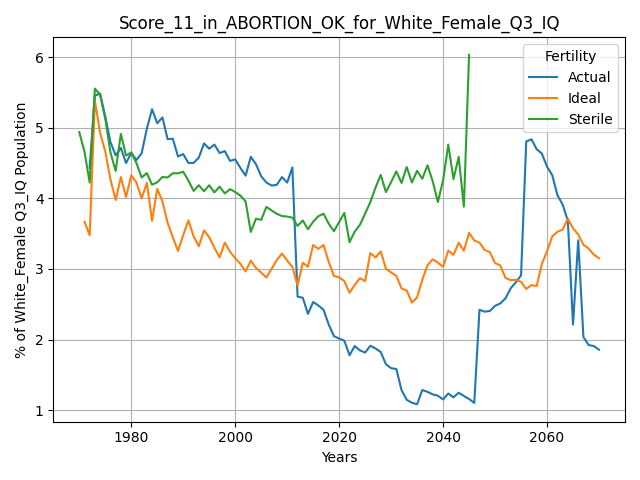 Score_11_in_ABORTION_OK_for_White_Female_Q3_IQ
% of White_Female Q3_IQ Population
6
5
4
3
2
1
Fertility
Actual
Ideal
Sterile
1980 2000 2020 2040 2060
Years